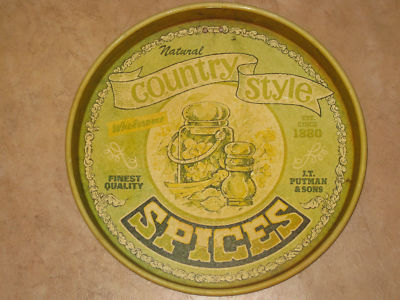 Natural
Country Style
Wholesome
EST.
SINCE
1880
FINEST
QUALITY
J.T.
PUTMAN
& SONS
SPICES